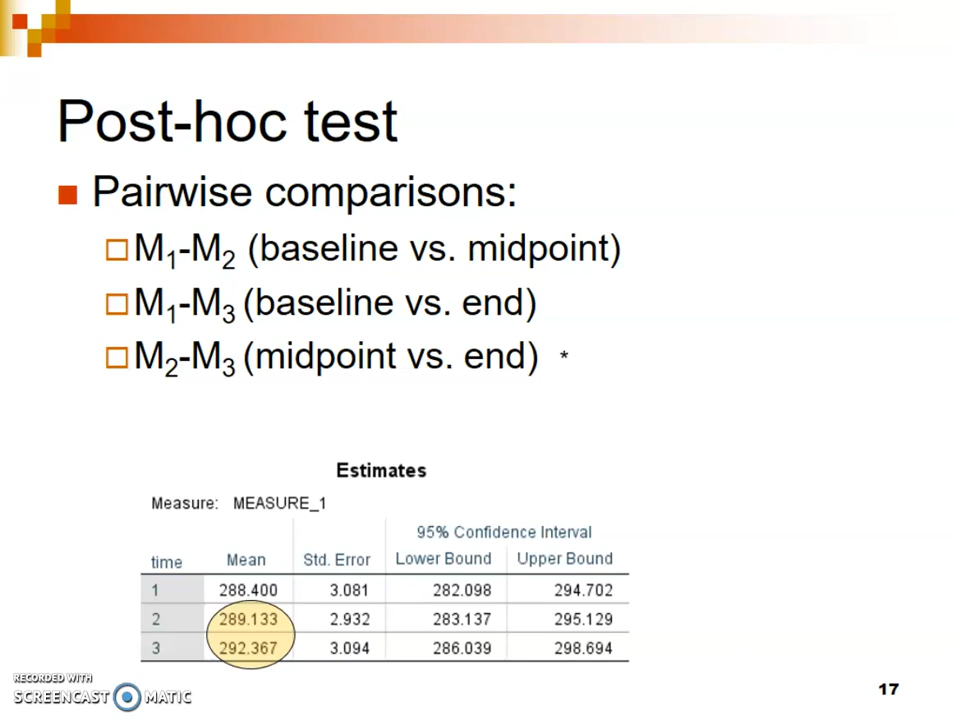 Post-hoc test
Pairwise comparisons:
M1-M2 (baseline vs. midpoint)
M1-M3 (baseline vs. end)
M2-M3 (midpoint vs. end) *
Estimates
Measure: MEASURE_1
95% Confidence Interval
time Mean Std. Error Lower Bound Upper Bound
1 288.400 3.081 282.098 294.702
2 289.133 2.932 283.137 295.129
3 292.367 3.094 286.039 298.694
RECORDED WITH
SCREENCAST MATIC
17